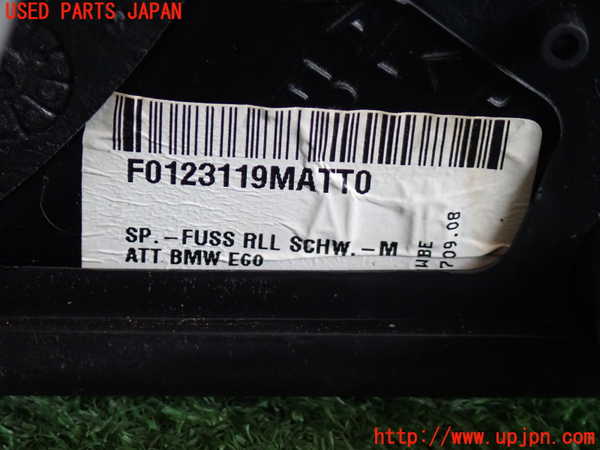 USED PARTS JAPAN
F0123119MATT0
SP.-FUSS RLL SCHW.-M
ATT BMW E60
WBE
709.08
http://www.upjpn.com/